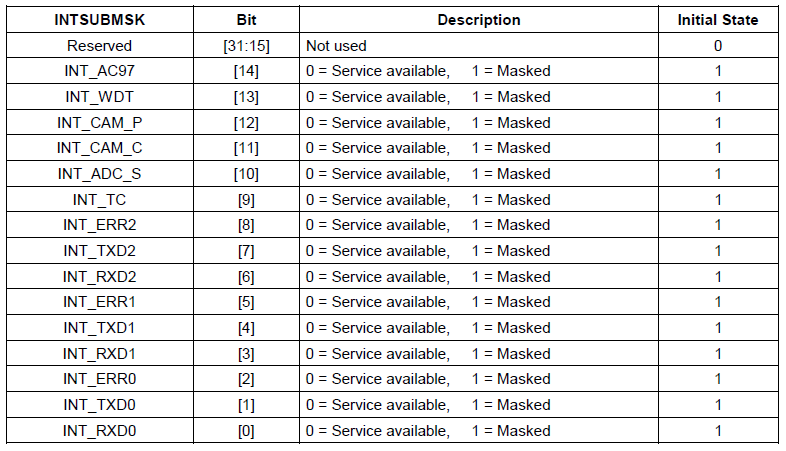 INTSUBMSK Bit Description Initial State
Reserved [31:15] Not used 0
INT_AC97 [14] 0 = Service available, 1 = Masked 1
INT_WDT [13] 0 = Service available, 1 = Masked 1
INT_CAM_P [12] 0 = Service available, 1 = Masked 1
INT_CAM_C [11] 0 = Service available, 1 = Masked 1
INT_ADC_S [10] 0 = Service available, 1 = Masked 1
INT_TC [9] 0 = Service available, 1 = Masked 1
INT_ERR2 [8] 0 = Service available, 1 = Masked 1
INT_TXD2 [7] 0 = Service available, 1 = Masked 1
INT_RXD2 [6] 0 = Service available, 1 = Masked 1
INT_ERR1 [5] 0 = Service available, 1 = Masked 1
INT_TXD1 [4] 0 = Service available, 1 = Masked 1
INT_RXD1 [3] 0 = Service available, 1 = Masked 1
INT_ERR0 [2] 0 = Service available, 1 = Masked 1
INT_TXD0 [1] 0 = Service available, 1 = Masked 1
INT_RXD0 [0] 0 = Service available, 1 = Masked 1